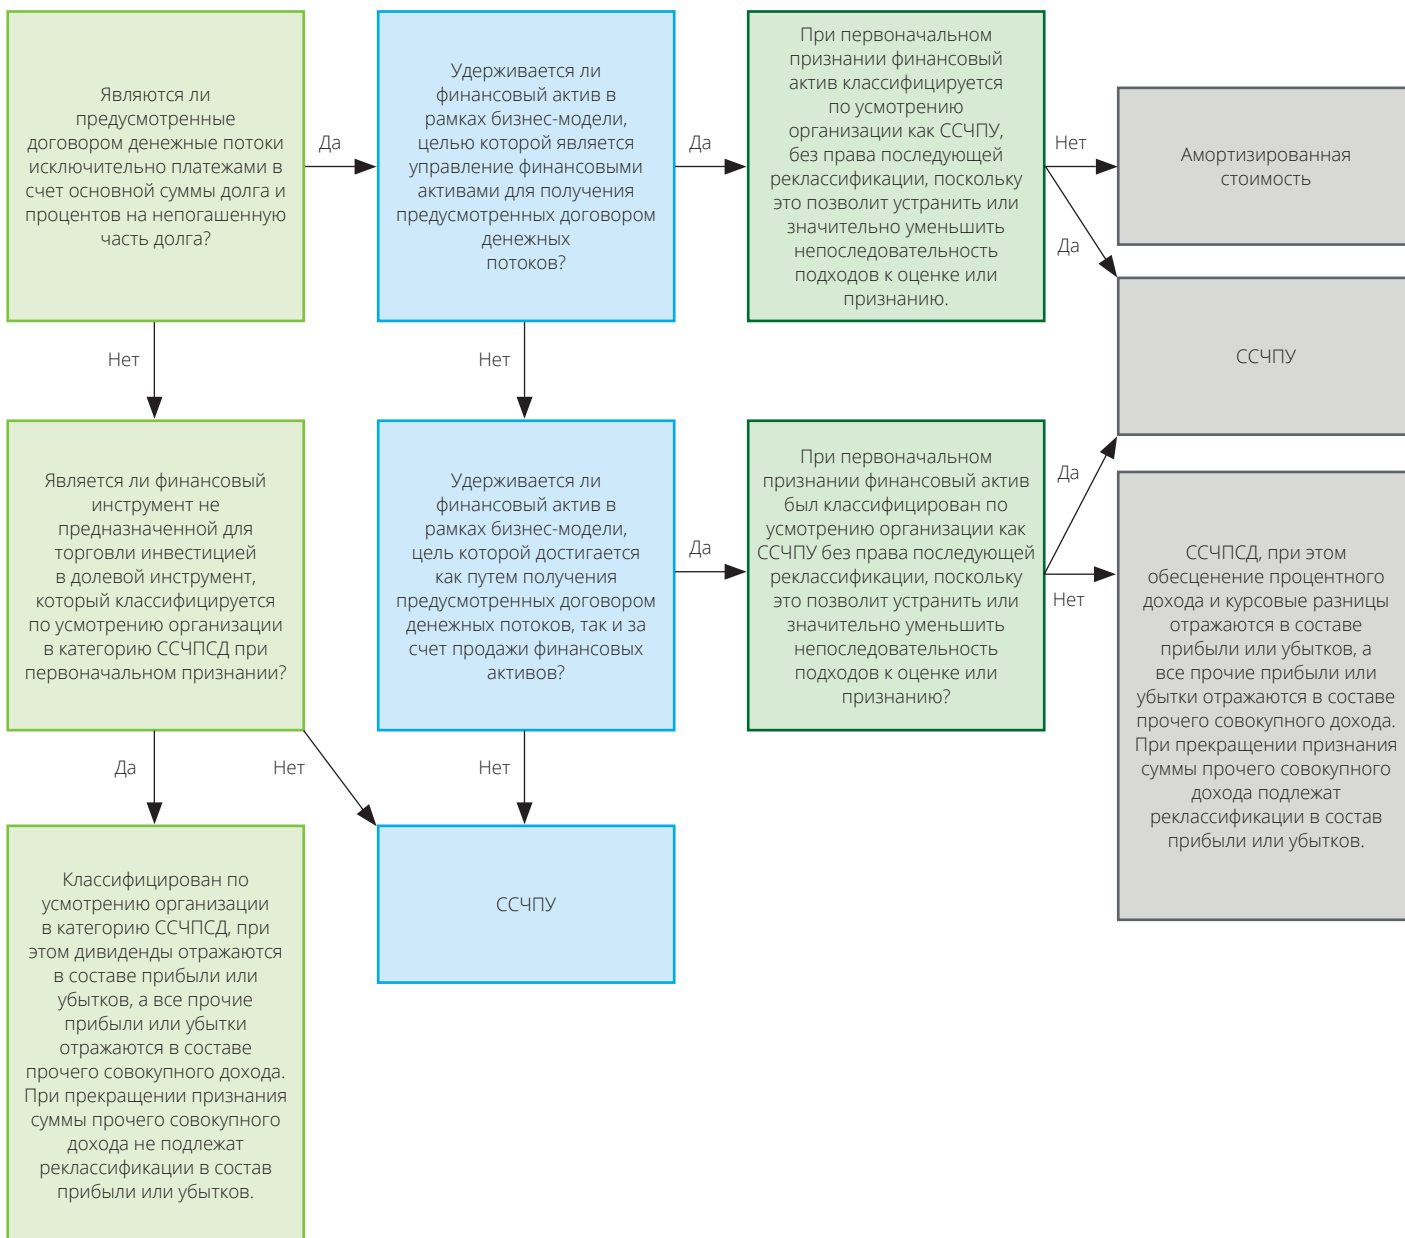 Являются ли
предусмотренные
договором денежные потоки
исключительно платежами в
счет основной суммы долга и
процентов на непогашенную
часть долга?
Да
Удерживается ли
финансовый актив в
рамках бизнес-модели,
целью которой является
управление финансовыми
активами для получения
предусмотренных договором
денежных
потоков?
Да
При первоначальном
признании финансовый
актив классифицируется
по усмотрению
организации как ССЧПУ,
без права последующей
реклассификации, поскольку
это позволит устранить или
значительно уменьшить
непоследовательность
подходов к оценке или
признанию.
Нет
Да
Амортизированная
стоимость
ССЧПУ
Нет
Нет
Является ли финансовый
инструмент не
предназначенной для
торговли инвестицией
в долевой инструмент,
который классифицируется
по усмотрению организации
в категорию ССЧПСД при
первоначальном признании?
Удерживается ли
финансовый актив в
рамках бизнес-модели,
цель которой достигается
как путем получения
предусмотренных договором
денежных потоков, так и за
счет продажи финансовых
активов?
Да
При первоначальном
признании финансовый актив
был классифицирован по
усмотрению организации как
ССЧПУ без права последующей
реклассификации, поскольку
это позволит устранить или
значительно уменьшить
непоследовательность
подходов к оценке или
признанию?
Да
Нет
ССЧПСД, при этом
обесценение процентного
дохода и курсовые разницы
отражаются в составе
прибыли или убытков, а
все прочие прибыли или
убытки отражаются в составе
прочего совокупного дохода.
При прекращении признания
суммы прочего совокупного
дохода подлежат
реклассификации в состав
прибыли или убытков.
Да
Нет
Нет
Классифицирован по
усмотрению организации
в категорию ССЧПСД, при
этом дивиденды отражаются
в составе прибыли или
убытков, а все прочие
прибыли или убытки
отражаются в составе
прочего совокупного дохода.
При прекращении признания
суммы прочего совокупного
дохода не подлежат
реклассификации в состав
прибыли или убытков.
ССЧПУ